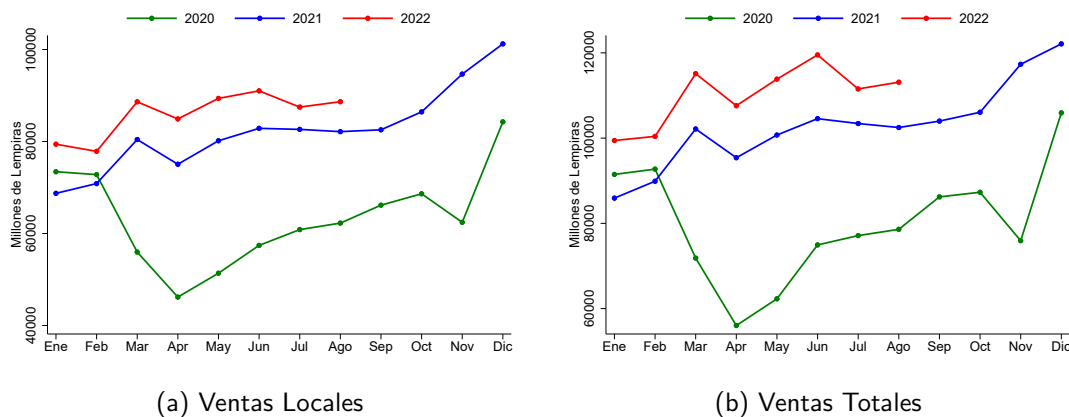 2020 2021 2022
Millones de Lempiras
100000
80000
60000
40000
Ene Feb Mar Apr May Jun Jul Ago Sep Oct Nov Dic
(a) Ventas Locales
2020 2021 2022
Millones de Lempiras
120000
100000
80000
60000
Ene Feb Mar Apr May Jun Jul Ago Sep Oct Nov Dic
(b) Ventas Totales